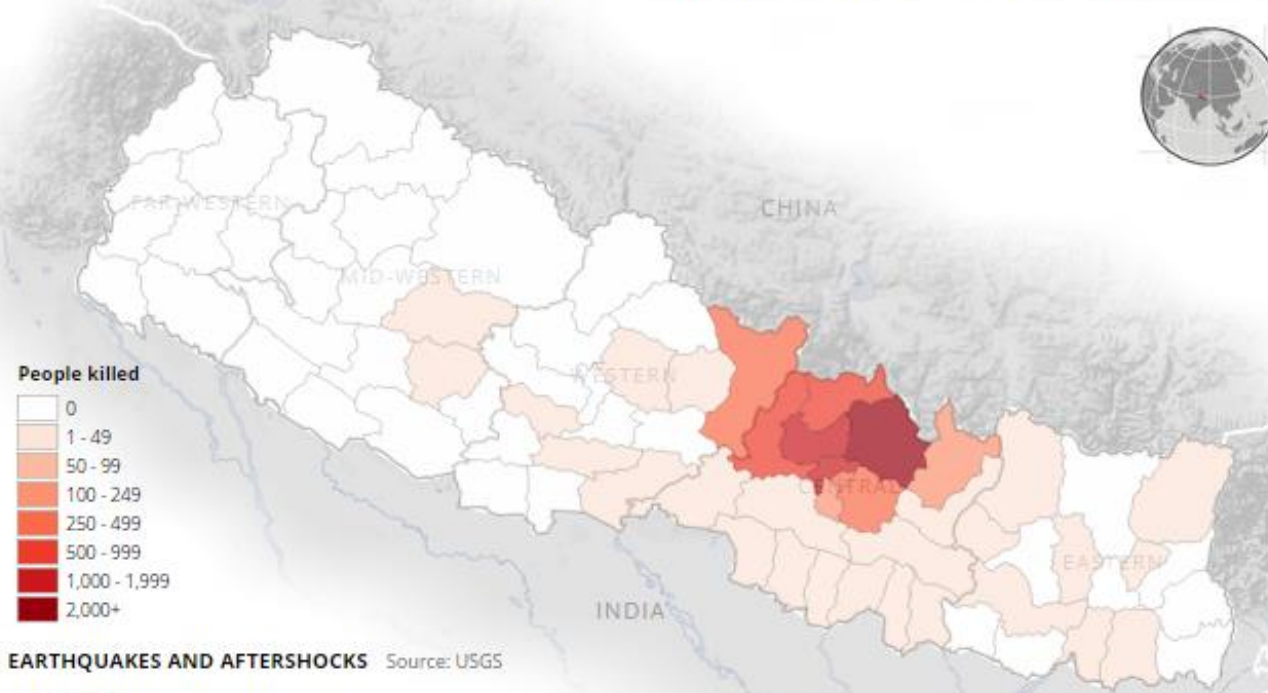 CHINA
FAR-WESTERN
MID-WESTERN
WESTERN
People killed
0
1 - 49
50 - 99
100 - 249
250 - 499
500 - 999
1,000 - 1,999
2,000+
CENTRAL
EASTERN
INDIA
EARTHQUAKES AND AFTERSHOCKS Source: USGS